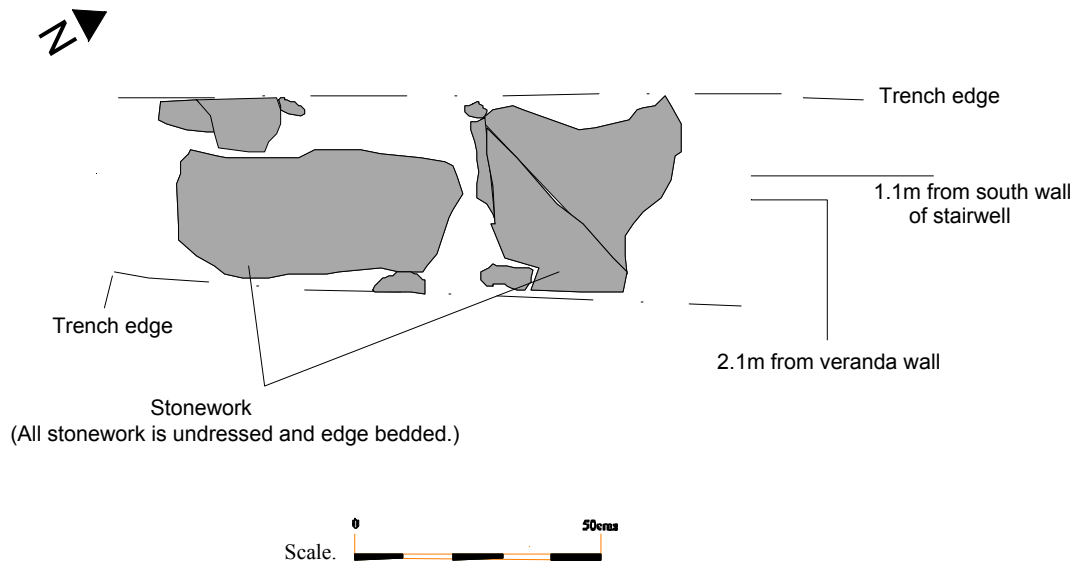 N
Trench edge
1.1m from south wall
of stairwell
Trench edge
2.1m from veranda wall
Stonework
(All stonework is undressed and edge bedded.)
0 50cms
Scale.